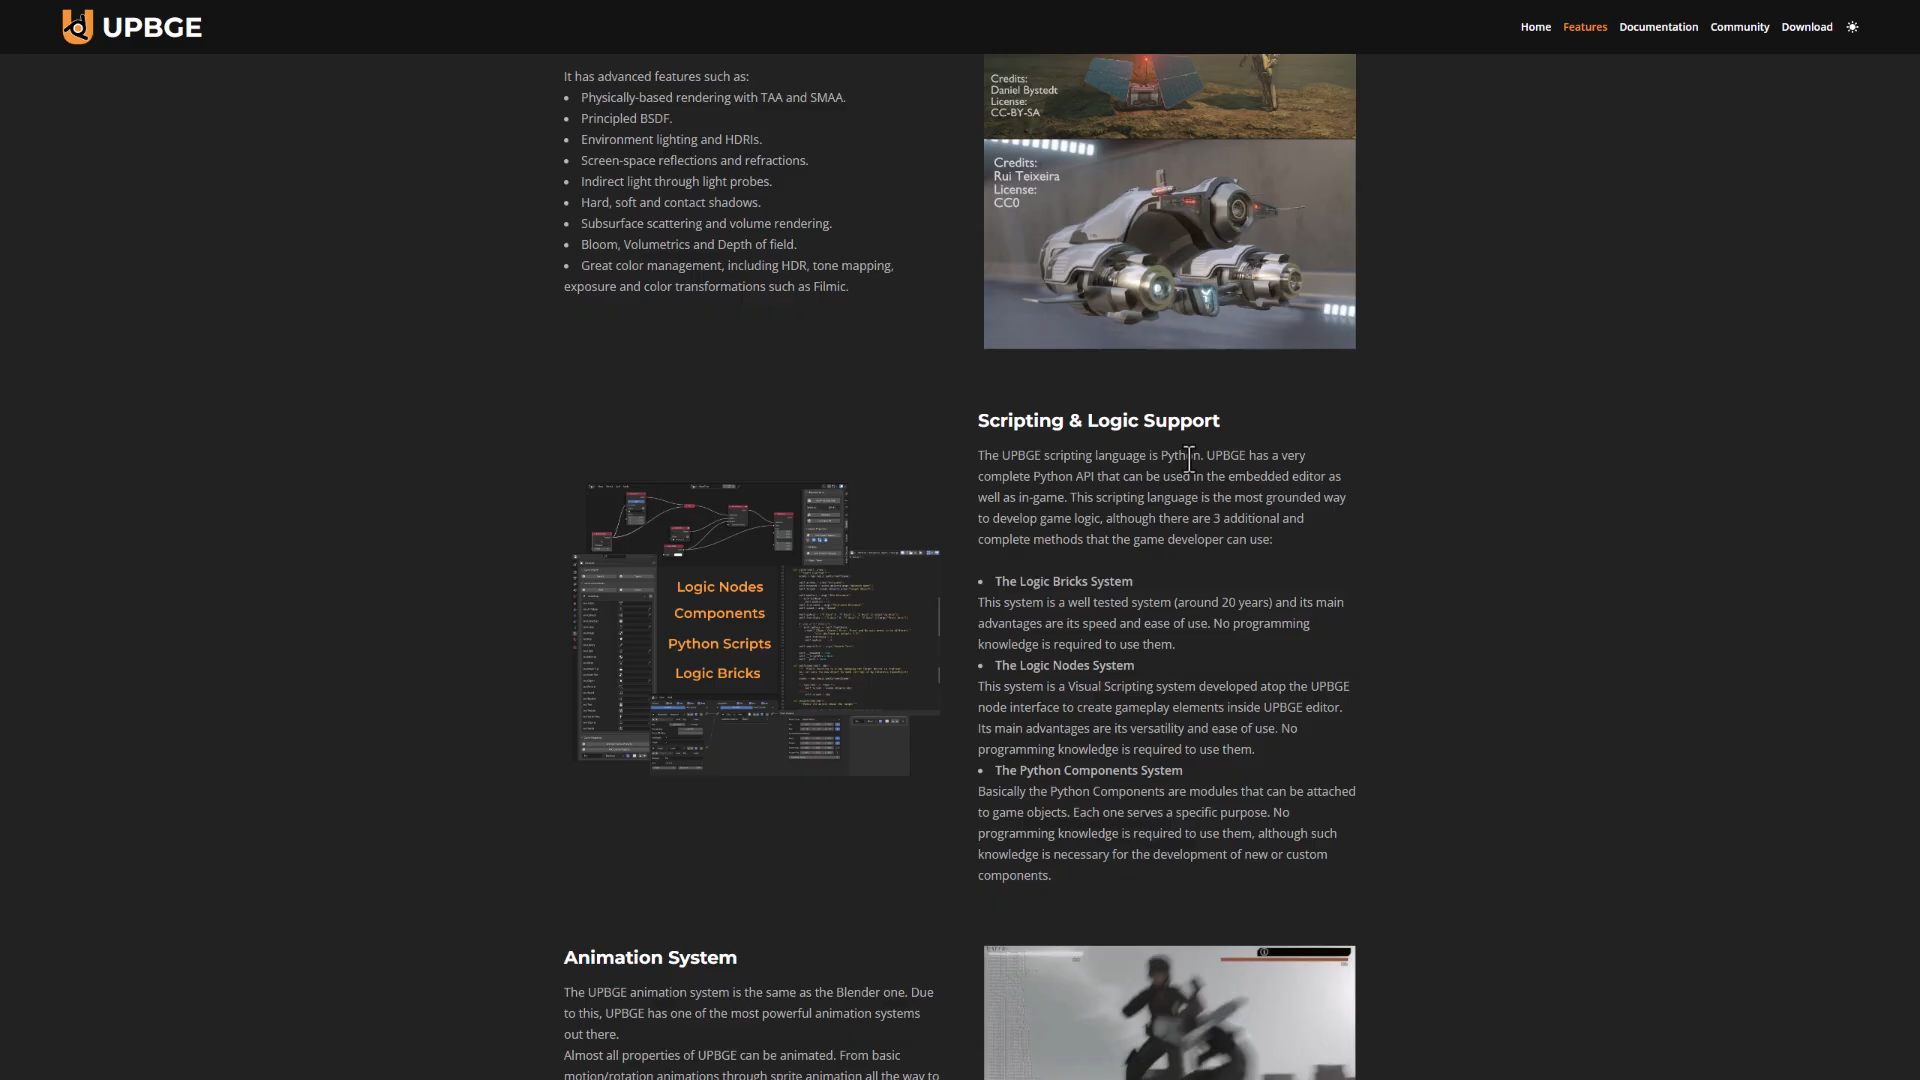 UPBGE
Home Features Documentation Community Download
It has advanced features such as:
• Physically-based rendering with TAA and SMAA.
• Principled BSDF.
• Environment lighting and HDRIs.
• Screen-space reflections and refractions.
• Indirect light through light probes.
• Hard, soft and contact shadows.
• Subsurface scattering and volume rendering.
• Bloom, Volumetrics and Depth of field.
• Great color management, including HDR, tone mapping,
exposure and color transformations such as Filmic.
Credits:
Daniel Bystedt
License:
CC-BY-SA
Credits:
Rui Teixeira
License:
CC0
Logic Nodes
Components
Python Scripts
Logic Bricks
Scripting & Logic Support
The UPBGE scripting language is Python. UPBGE has a very
complete Python API that can be used in the embedded editor as
well as in-game. This scripting language is the most grounded way
to develop game logic, although there are 3 additional and
complete methods that the game developer can use:
• The Logic Bricks System
This system is a well tested system (around 20 years) and its main
advantages are its speed and ease of use. No programming
knowledge is required to use them.
• The Logic Nodes System
This system is a Visual Scripting system developed atop the UPBGE
node interface to create gameplay elements inside UPBGE editor.
Its main advantages are its versatility and ease of use. No
programming knowledge is required to use them.
• The Python Components System
Basically the Python Components are modules that can be attached
to game objects. Each one serves a specific purpose. No
programming knowledge is required to use them, although such
knowledge is necessary for the development of new or custom
components.
Animation System
The UPBGE animation system is the same as the Blender one. Due
to this, UPBGE has one of the most powerful animation systems
out there.
Almost all properties of UPBGE can be animated. From basic
motion/rotation animations through sprite animation all the way to